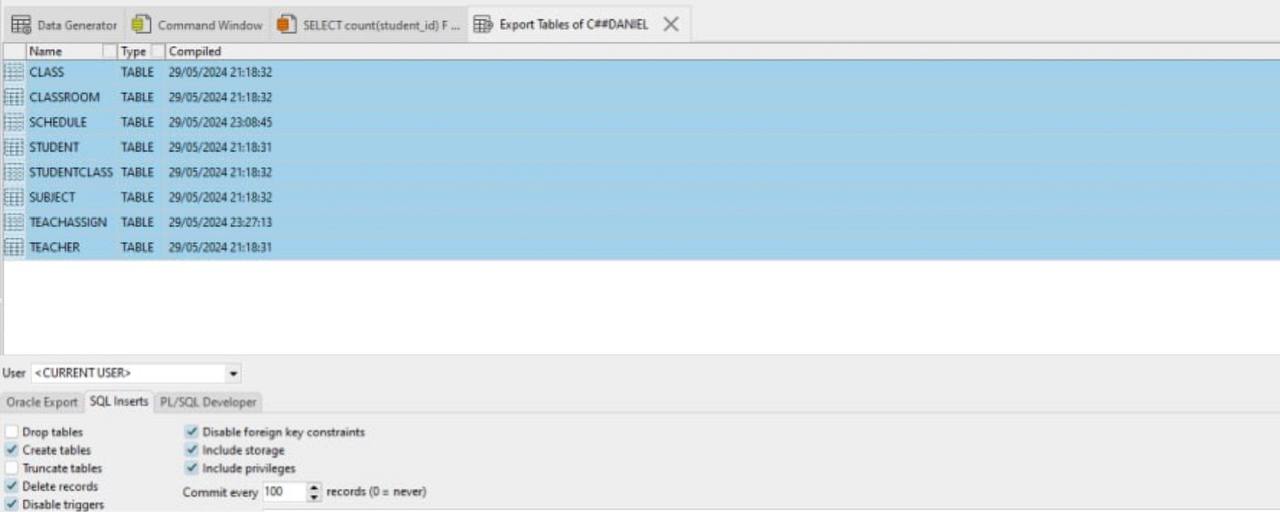 Data Generator Command Window SELECT count(student_id) F ... Export Tables of C##DANIEL
Name Type Compiled
CLASS TABLE 29/05/2024 21:18:32
CLASSROOM TABLE 29/05/2024 21:18:32
SCHEDULE TABLE 29/05/2024 23:08:45
STUDENT TABLE 29/05/2024 21:18:31
STUDENTCLASS TABLE 29/05/2024 21:18:32
SUBJECT TABLE 29/05/2024 21:18:32
TEACHASSIGN TABLE 29/05/2024 23:27:13
TEACHER TABLE 29/05/2024 21:18:31
User <CURRENT USER>
Oracle Export SQL Inserts PL/SQL Developer
Drop tables Disable foreign key constraints
Create tables Include storage
Truncate tables Include privileges
Delete records Commit every 100 records (0 = never)
Disable triggers